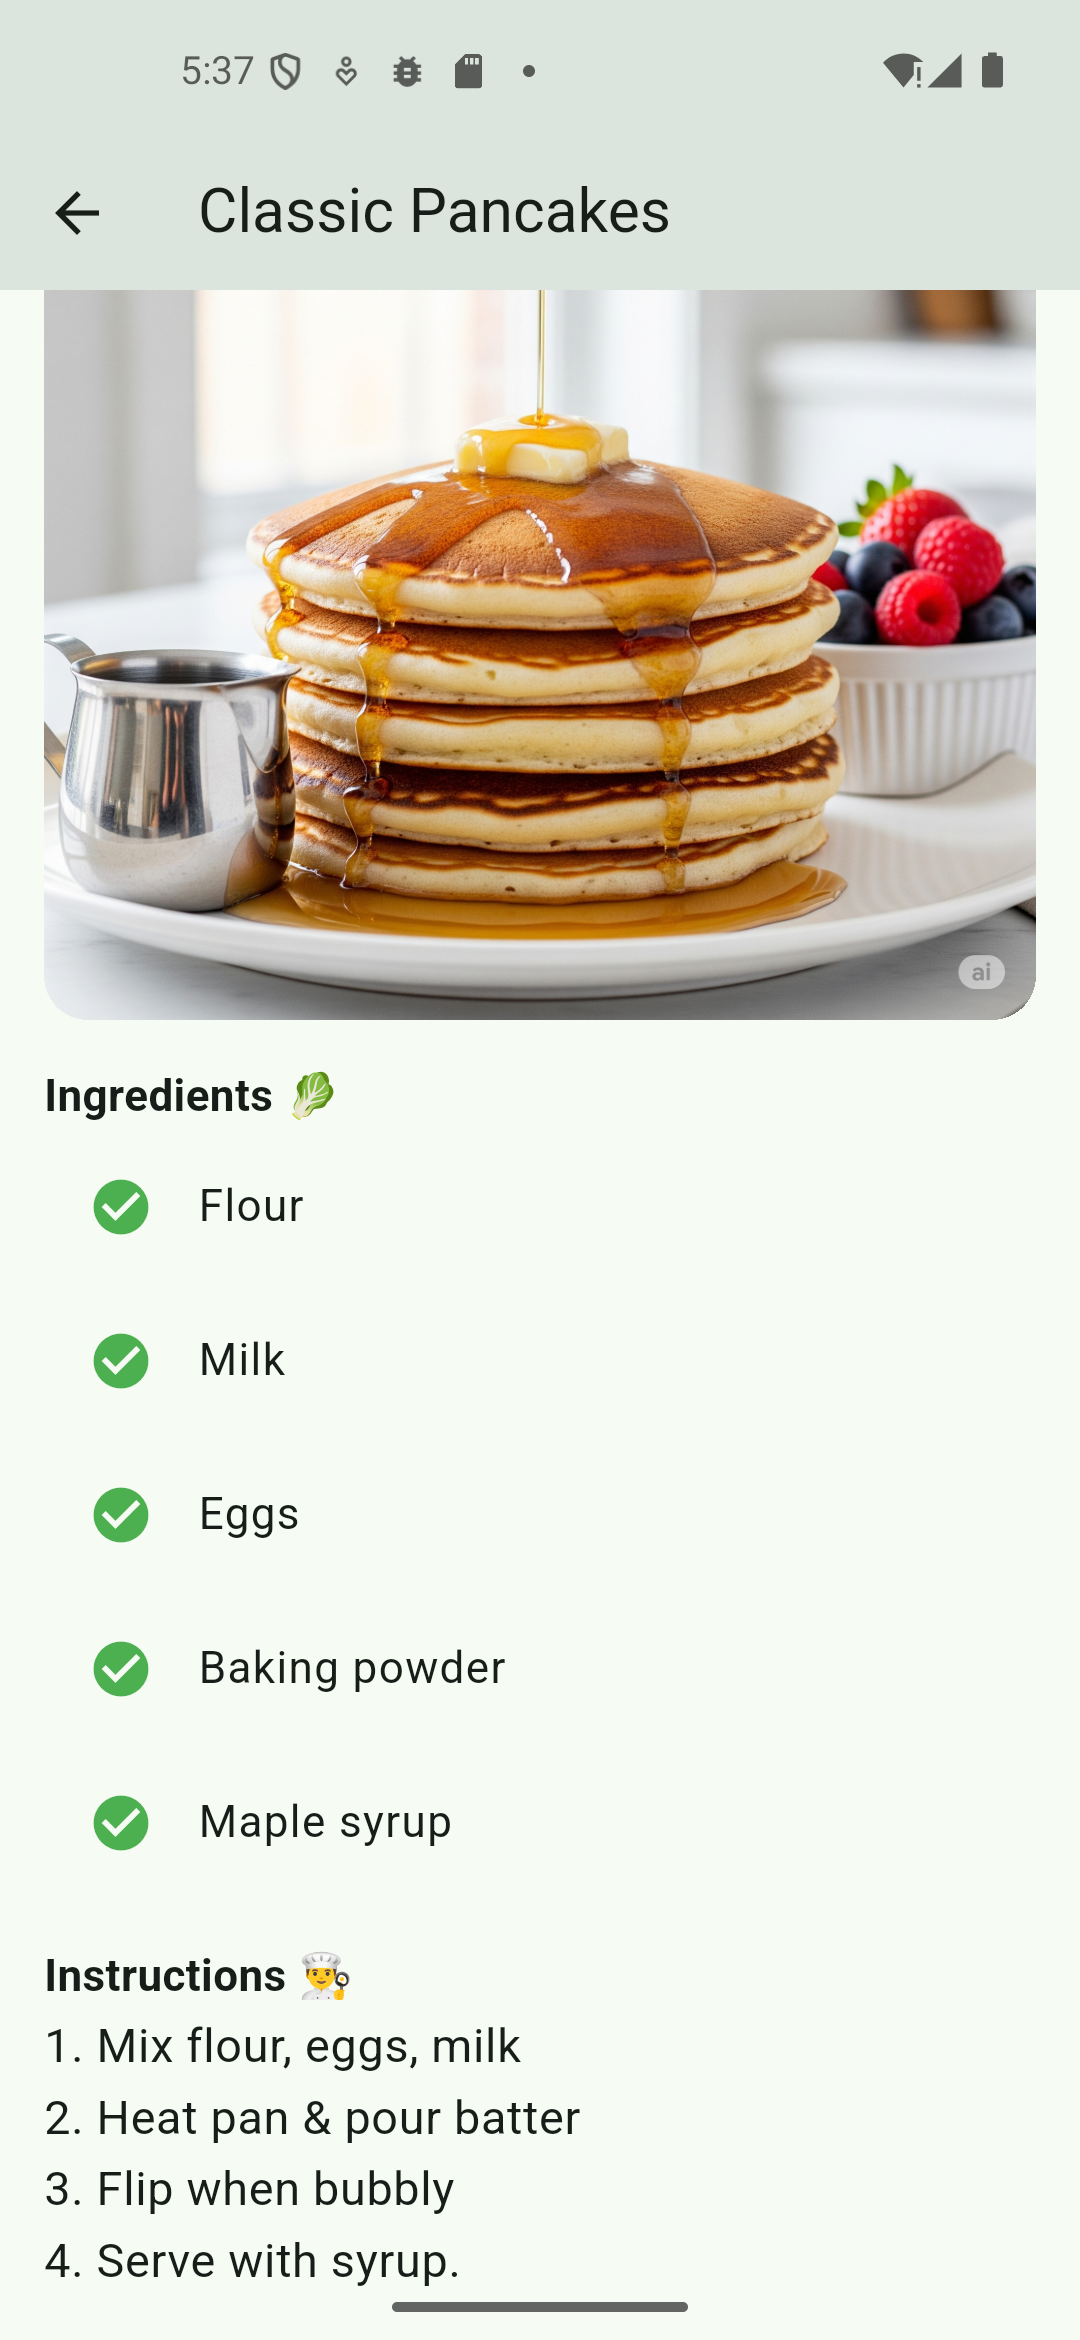 5:37
Classic Pancakes
ai
Ingredients 🥬
Flour
Milk
Eggs
Baking powder
Maple syrup
Instructions 👨‍🍳
1. Mix flour, eggs, milk
2. Heat pan & pour batter
3. Flip when bubbly
4. Serve with syrup.